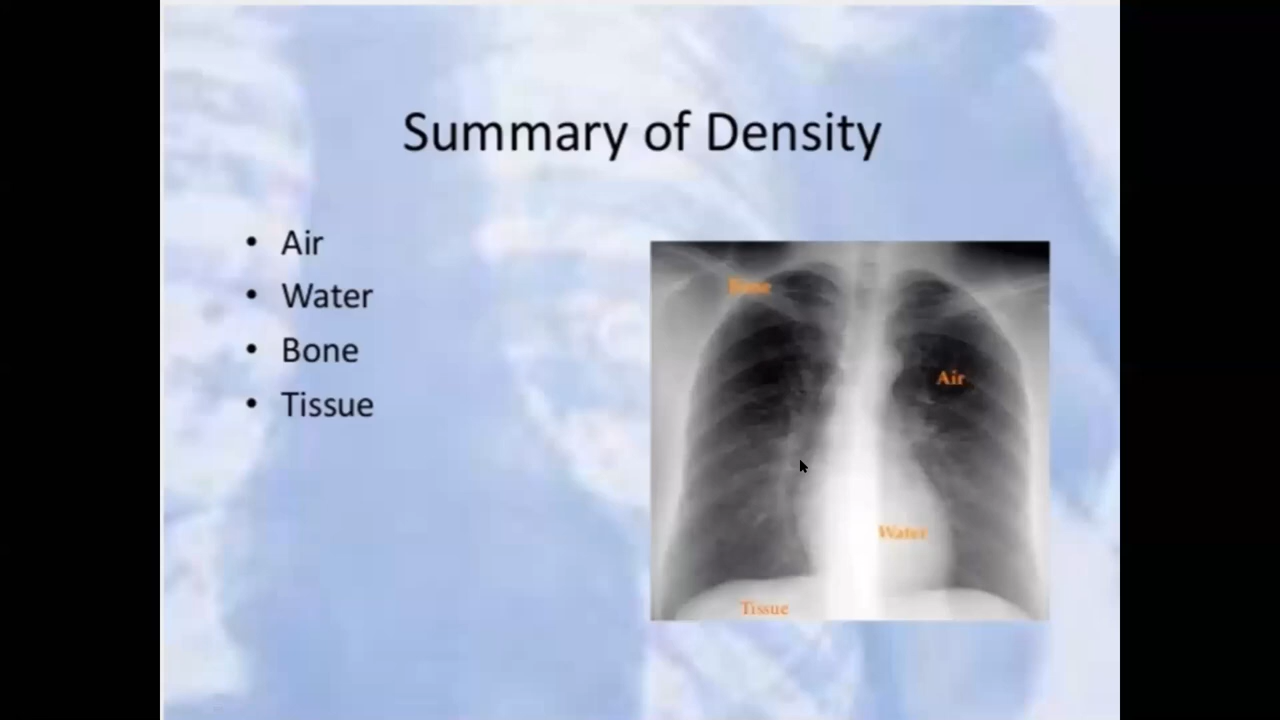 Summary of Density
• Air
• Water
• Bone
• Tissue
Bone
Air
Water
Tissue